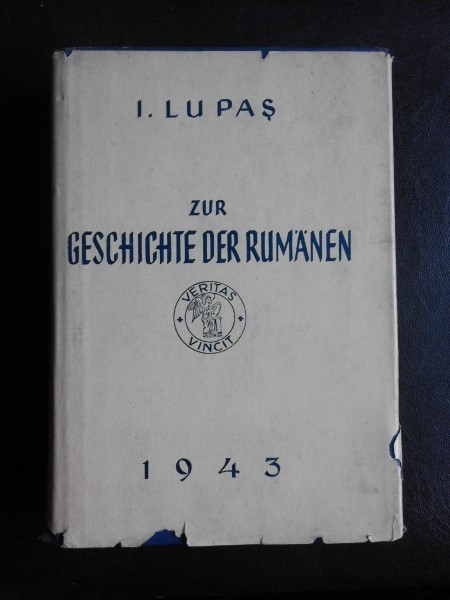 I. LUPAŞ
ZUR
GESCHICHTE DER RUMÄNEN
VERITAS
VINCIT
1943